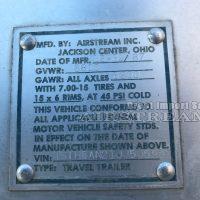 MFD. BY: AIRSTREAM INC.
JACKSON CENTER, OHIO
DATE OF MFR.
GVWR:
GAWR: ALL AXLES
WITH 7.00-15 TIRES AND
15 x 6 RIMS, AT 45 PSI COLD
THIS VEHICLE CONFORMS TO
ALL APPLICABLE FEDERAL
MOTOR VEHICLE SAFETY STDS.
IN EFFECT ON THE DATE OF
MANUFACTURE SHOWN ABOVE.
VIN:
TYPE: TRAVEL TRAILER